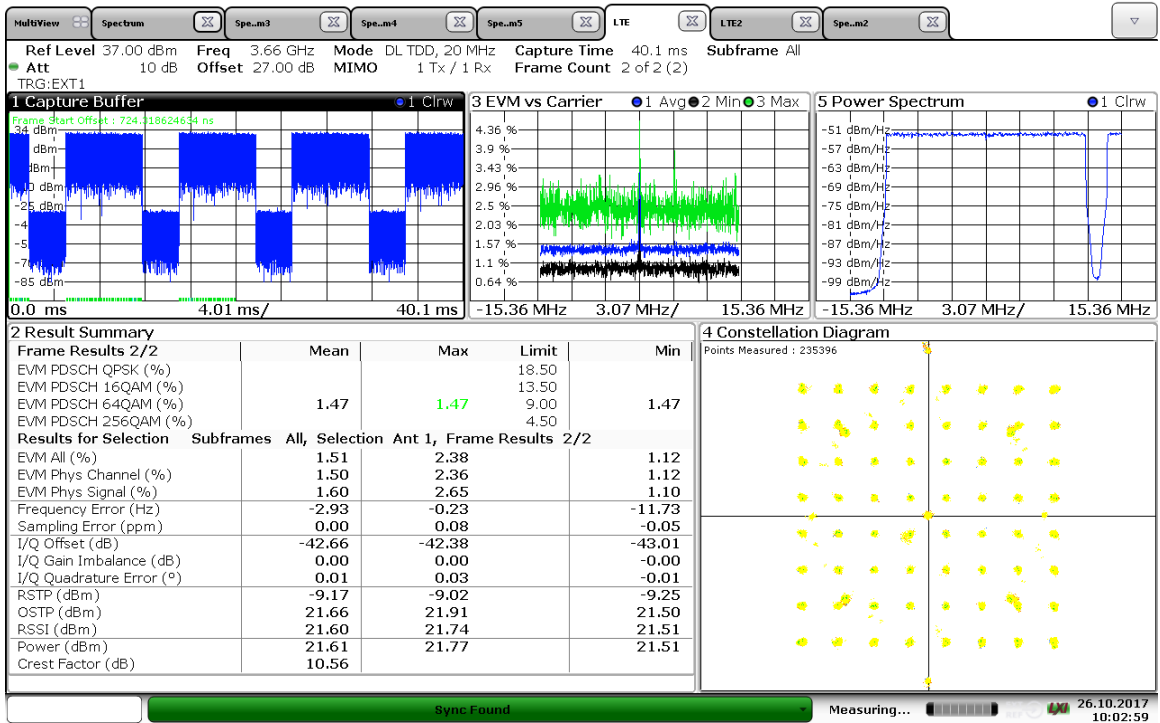 MultiView Spectrum Spe..m3 Spe..m4 Spe..m5 LTE LTE2 Spe..m2
Ref Level 37.00 dBm Freq 3.66 GHz Mode DL TDD, 20 MHz Capture Time 40.1 ms Subframe All
Att 10 dB Offset 27.00 dB MIMO 1 Tx / 1 Rx Frame Count 2 of 2 (2)
TRG:EXT1
1 Capture Buffer 1 Clrw
Frame Start Offset : 724.318624634 ns
34 dBm
dBm
dBm
dBm
-25 dBm
-85 dBm
0.0 ms 4.01 ms/ 40.1 ms
3 EVM vs Carrier 1 Avg 2 Min 3 Max
4.36 %
3.9 %
3.43 %
2.96 %
2.5 %
2.03 %
1.57 %
1.1 %
0.64 %
-15.36 MHz 3.07 MHz/ 15.36 MHz
5 Power Spectrum 1 Clrw
-51 dBm/Hz
-57 dBm/Hz
-63 dBm/Hz
-69 dBm/Hz
-75 dBm/Hz
-81 dBm/Hz
-87 dBm/Hz
-93 dBm/Hz
-99 dBm/Hz
-15.36 MHz 3.07 MHz/ 15.36 MHz
2 Result Summary
Frame Results 2/2 Mean Max Limit Min
EVM PDSCH QPSK (%) 18.50
EVM PDSCH 16QAM (%) 13.50
EVM PDSCH 64QAM (%) 1.47 1.47 9.00 1.47
EVM PDSCH 256QAM (%) 4.50
Results for Selection Subframes All, Selection Ant 1, Frame Results 2/2
EVM All (%) 1.51 2.38 1.12
EVM Phys Channel (%) 1.50 2.36 1.12
EVM Phys Signal (%) 1.60 2.65 1.10
Frequency Error (Hz) -2.93 -0.23 -11.73
Sampling Error (ppm) 0.00 0.08 -0.05
I/Q Offset (dB) -42.66 -42.38 -43.01
I/Q Gain Imbalance (dB) 0.00 0.00 -0.00
I/Q Quadrature Error (°) 0.01 0.03 -0.01
RSTP (dBm) -9.17 -9.02 -9.25
OSTP (dBm) 21.66 21.91 21.50
RSSI (dBm) 21.60 21.74 21.51
Power (dBm) 21.61 21.77 21.51
Crest Factor (dB) 10.56
4 Constellation Diagram
Points Measured : 235396
Sync Found
Measuring...
LXI
26.10.2017
10:02:59